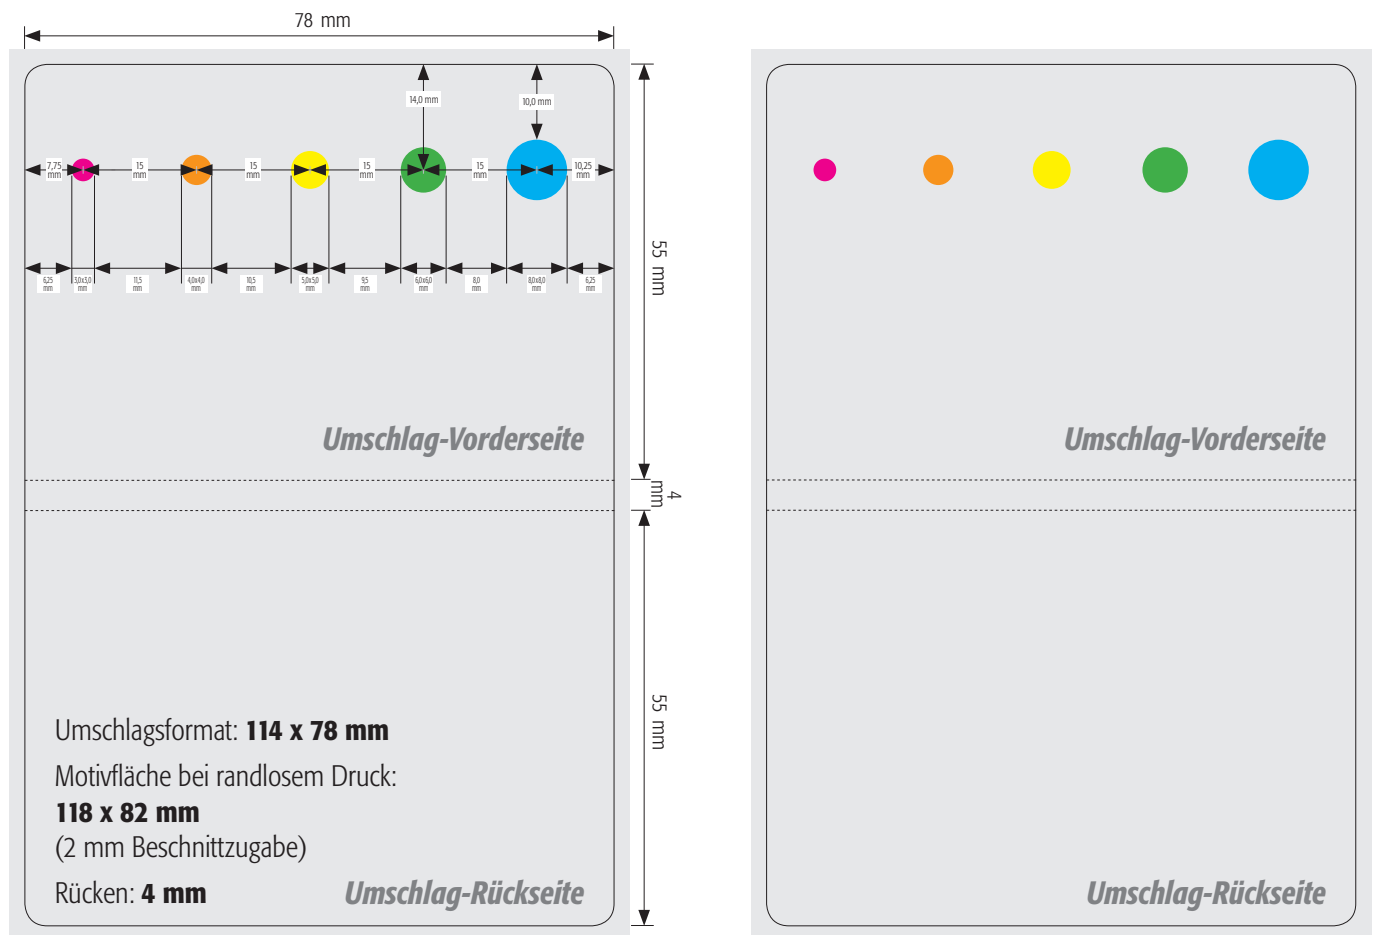 78 mm
14,0 mm
10,0 mm
7,75
mm
15
mm
15
mm
15
mm
15
mm
10,25
mm
6,25
mm
3,0x3,0
mm
11,5
mm
4,0x4,0
mm
10,5
mm
5,0x5,0
mm
9,5
mm
6,0x6,0
mm
8,0
mm
8,0x8,0
mm
6,25
mm
55 mm
Umschlag-Vorderseite
4
mm
55 mm
Umschlagsformat: 114 x 78 mm
Motivfläche bei randlosem Druck:
118 x 82 mm
(2 mm Beschnittzugabe)
Rücken: 4 mm
Umschlag-Rückseite
Umschlag-Vorderseite
Umschlag-Rückseite